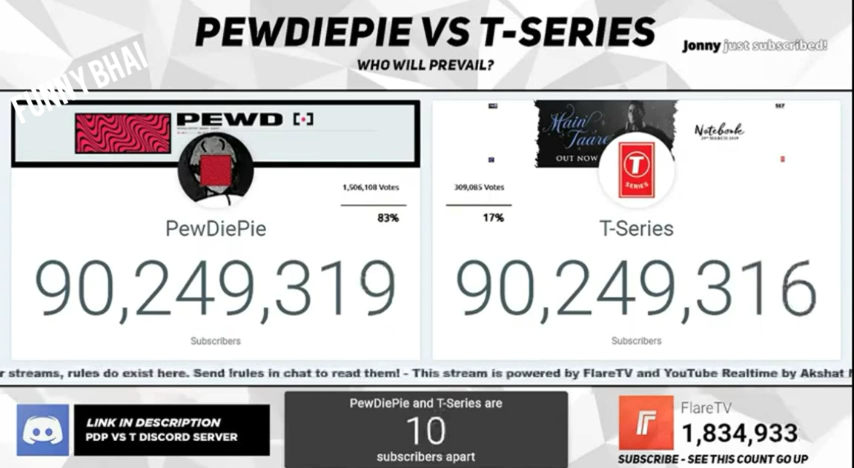 PEWDIEPIE VS T-SERIES
WHO WILL PREVAIL?
Jonny just subscribed!
FUNNY BHAI
PEWD
Main
Taare
OUT NOW
Notebook
T
SERIES
1,506,108 Votes
83%
309,085 Votes
17%
PewDiePie
90,249,319
Subscribers
T-Series
90,249,316
Subscribers
r streams, rules do exist here. Send !rules in chat to read them! - This stream is powered by FlareTV and YouTube Realtime by Akshat
LINK IN DESCRIPTION
PDP VS T DISCORD SERVER
PewDiePie and T-Series are
10
subscribers apart
FlareTV
1,834,933
SUBSCRIBE - SEE THIS COUNT GO UP